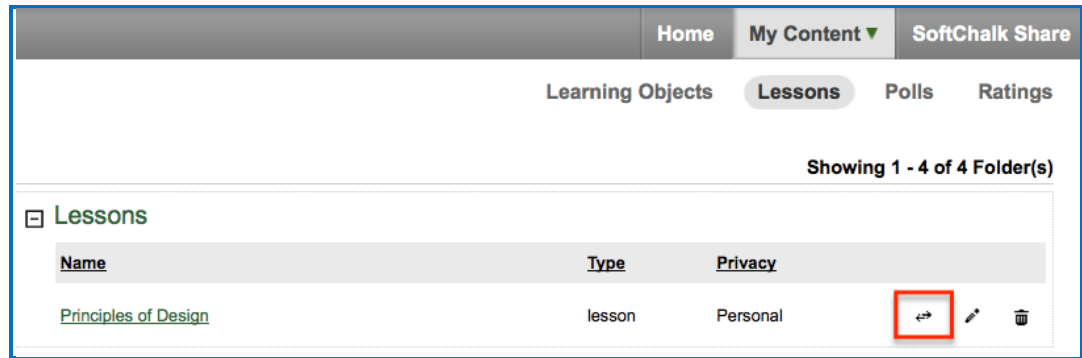 Home My Content ▼ SoftChalk Share
Learning Objects Lessons Polls Ratings
Showing 1 - 4 of 4 Folder(s)
Lessons
Name Type Privacy
Principles of Design lesson Personal